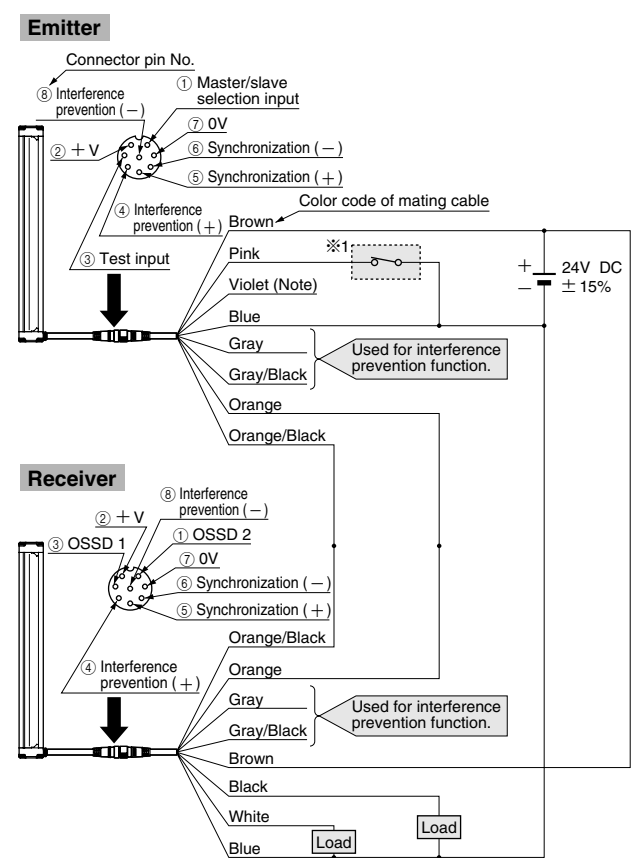 Emitter
Connector pin No.
⑧ Interference
prevention (−)
① Master/slave
selection input
⑦ 0V
② + V
⑥ Synchronization (−)
⑤ Synchronization (+)
④ Interference
prevention (+)
③ Test input
Color code of mating cable
Brown
※1
Pink
Violet (Note)
Blue
Gray
Gray/Black
Used for interference
prevention function.
Orange
Orange/Black
+
−
24V DC
± 15%
Receiver
⑧ Interference
prevention (−)
② + V
③ OSSD 1
① OSSD 2
⑦ 0V
⑥ Synchronization (−)
⑤ Synchronization (+)
④ Interference
prevention (+)
Orange/Black
Orange
Gray
Gray/Black
Used for interference
prevention function.
Brown
Black
White
Load
Load
Blue